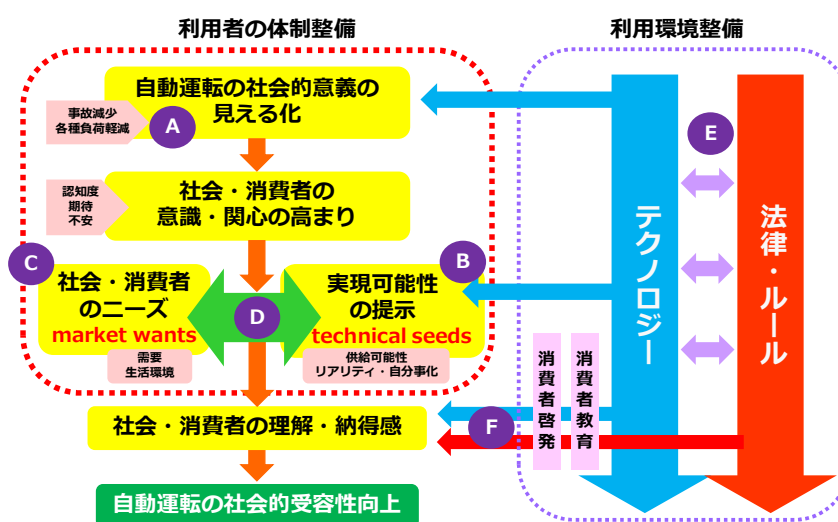 利用者の体制整備
利用環境整備
自動運転の社会的意義の
見える化
事故減少
各種負荷軽減
A
社会・消費者の
意識・関心の高まり
認知度
期待
不安
C
社会・消費者
のニーズ
market wants
需要
生活環境
D
B
実現可能性
の提示
technical seeds
供給可能性
リアリティ・自分事化
社会・消費者の理解・納得感
自動運転の社会的受容性向上
F
消費者啓発
消費者教育
テクノロジー
E
法律・ルール